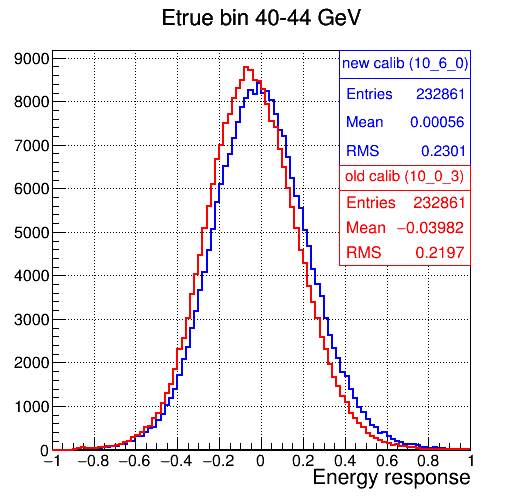 Etrue bin 40-44 GeV
new calib (10_6_0)
Entries 232861
Mean 0.00056
RMS 0.2301
old calib (10_0_3)
Entries 232861
Mean −0.03982
RMS 0.2197
9000
8000
7000
6000
5000
4000
3000
2000
1000
0
−1 −0.8 −0.6 −0.4 −0.2 0 0.2 0.4 0.6 0.8 1
Energy response